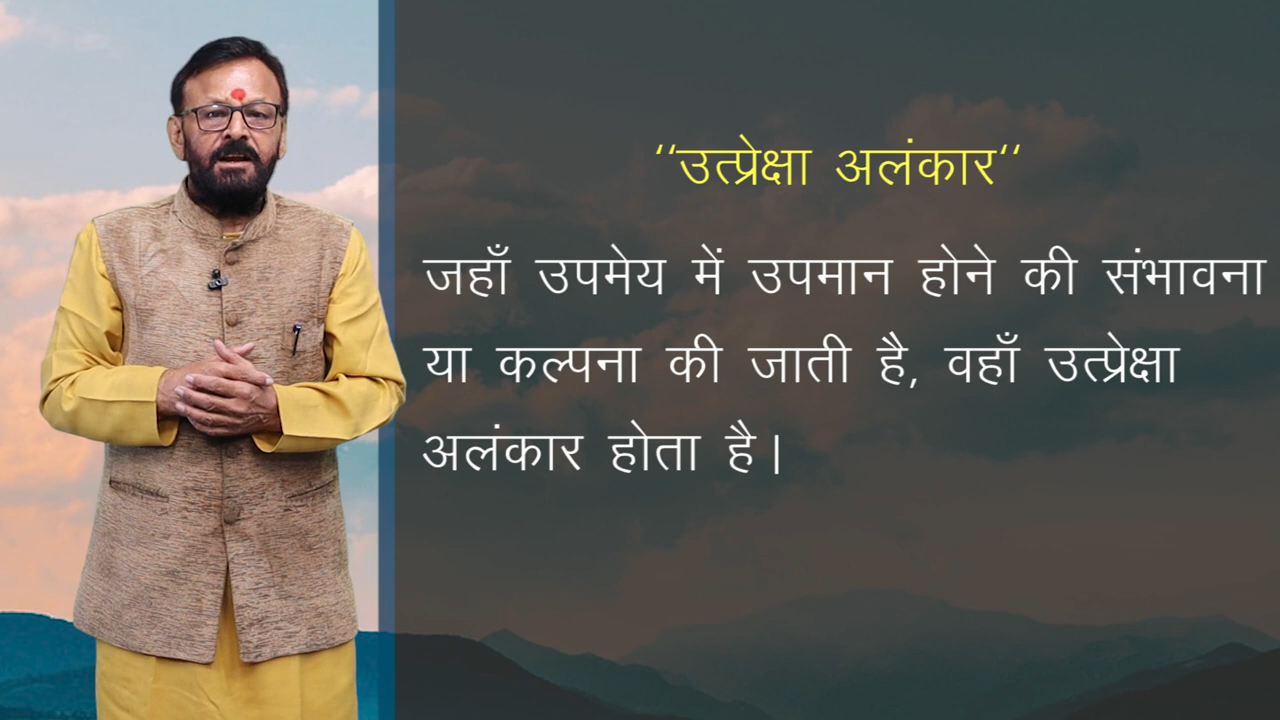 ‘‘उत्प्रेक्षा अलंकार‘‘
जहाँ उपमेय में उपमान होने की संभावना
या कल्पना की जाती है, वहाँ उत्प्रेक्षा
अलंकार होता है।